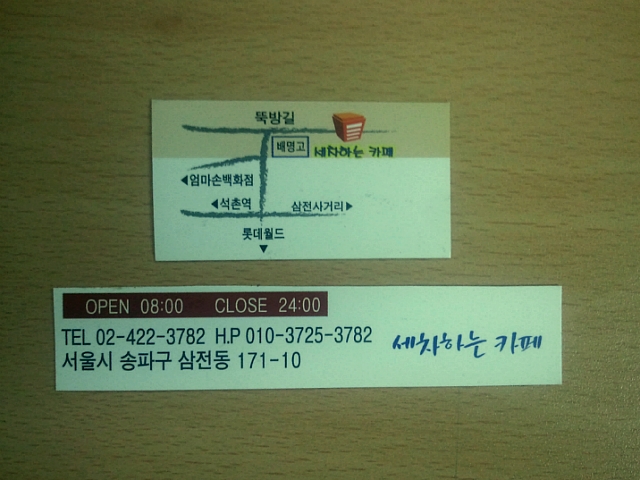 뚝방길
배명고
세차하는 카페
◀엄마손백화점
◀석촌역
삼전사거리▶
롯데월드
▼
OPEN 08:00 CLOSE 24:00
TEL 02-422-3782 H.P 010-3725-3782
세차하는 카페
서울시 송파구 삼전동 171-10